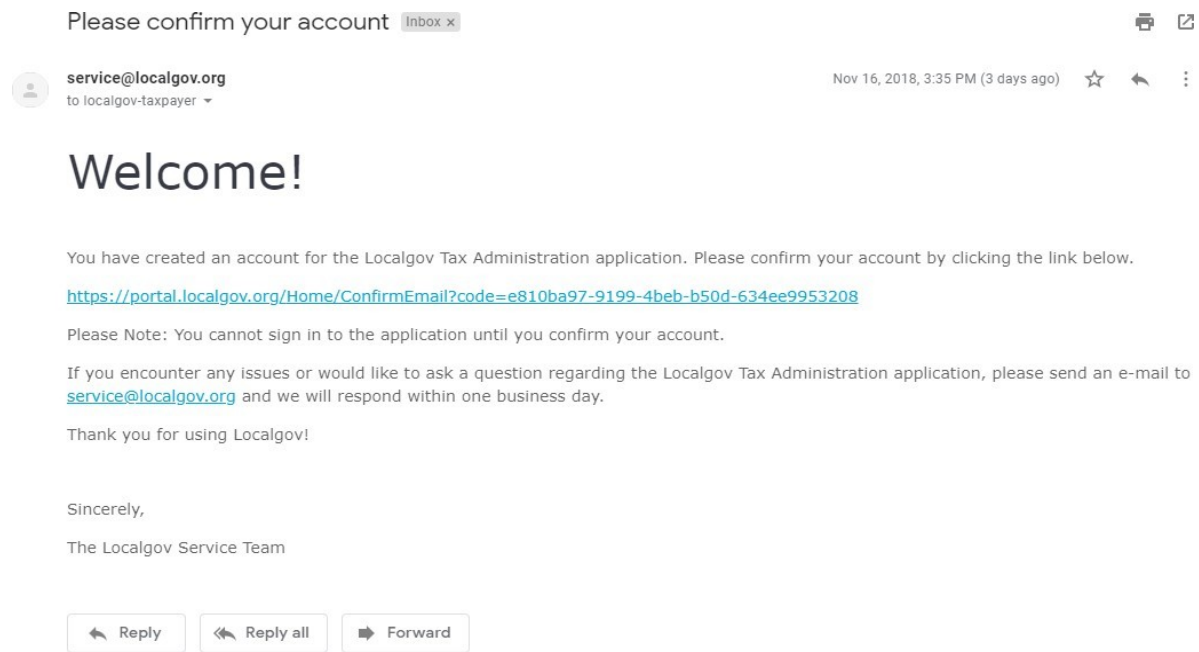 Please confirm your account Inbox x
service@localgov.org Nov 16, 2018, 3:35 PM (3 days ago)
to localgov-taxpayer
Welcome!
You have created an account for the Localgov Tax Administration application. Please confirm your account by clicking the link below.
https://portal.localgov.org/Home/ConfirmEmail?code=e810ba97-9199-4beb-b50d-634ee9953208
Please Note: You cannot sign in to the application until you confirm your account.
If you encounter any issues or would like to ask a question regarding the Localgov Tax Administration application, please send an e-mail to
service@localgov.org and we will respond within one business day.
Thank you for using Localgov!
Sincerely,
The Localgov Service Team
Reply Reply all Forward